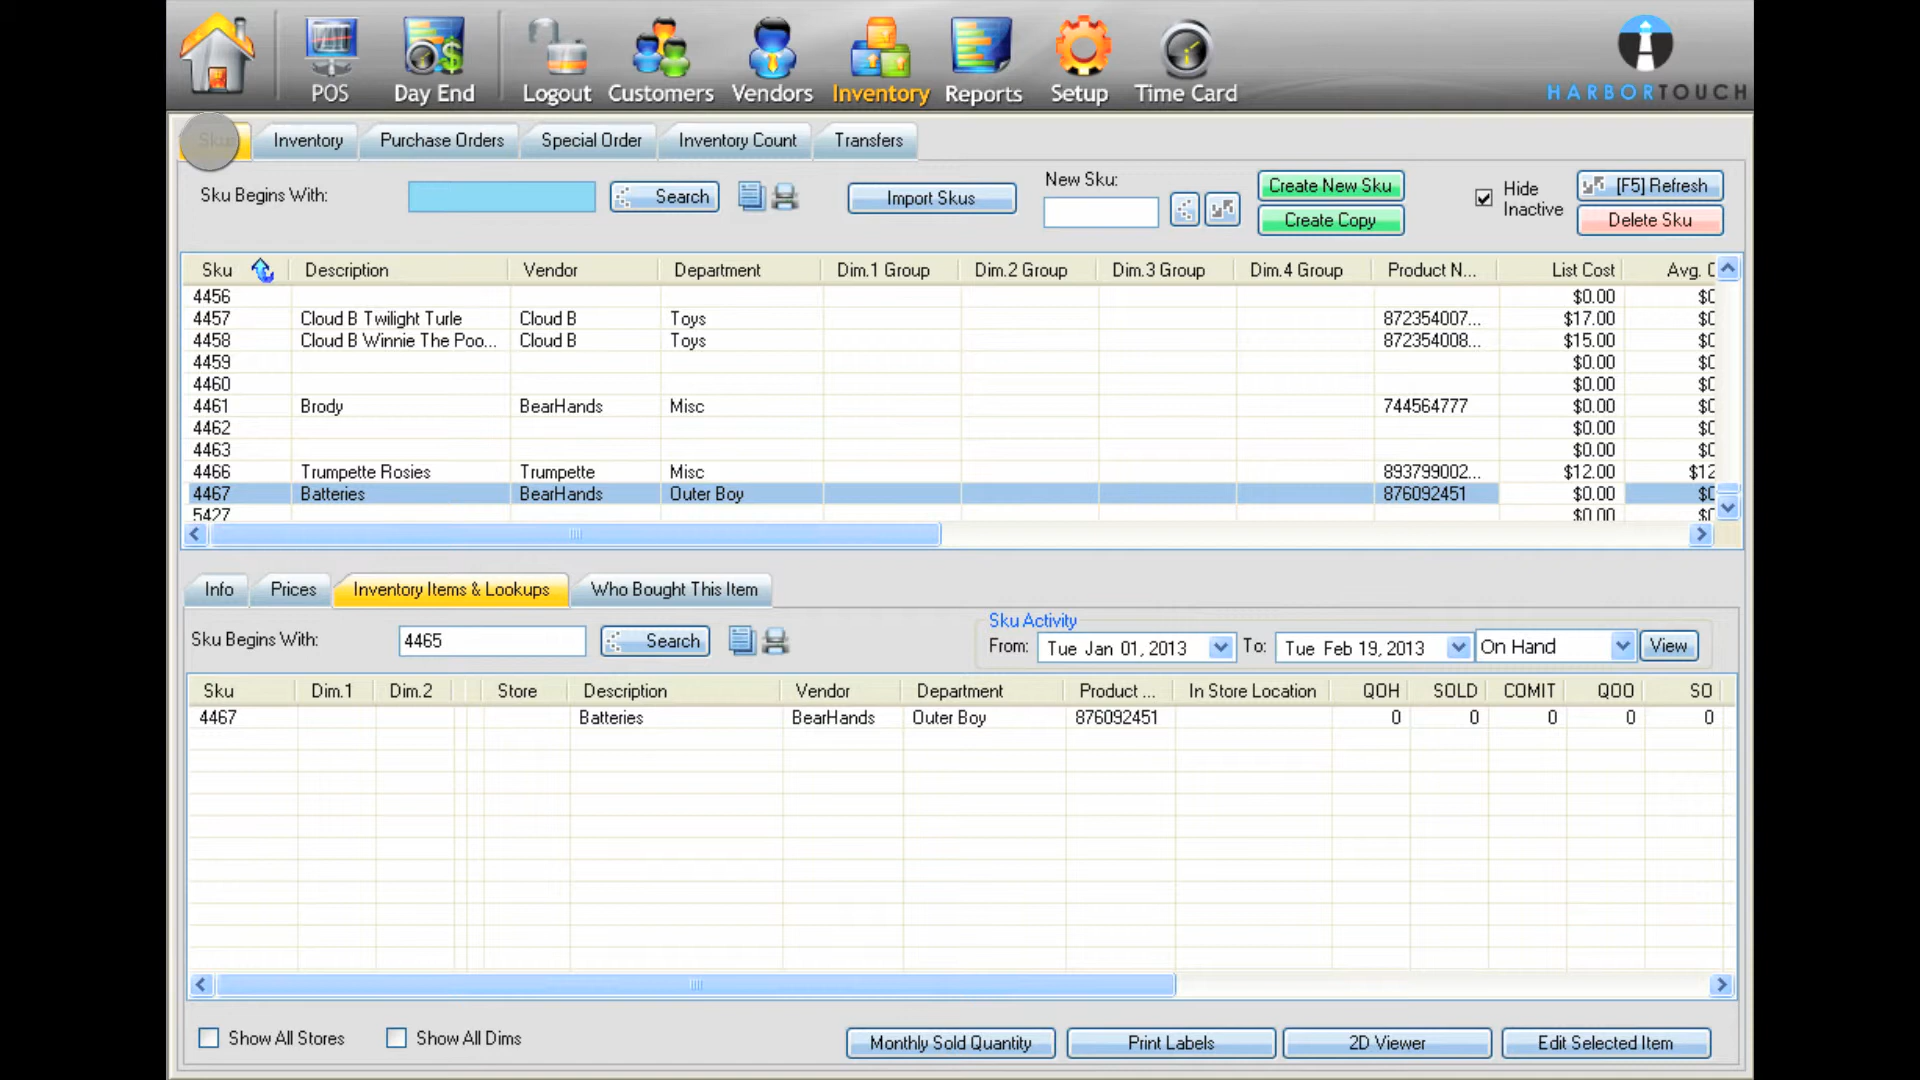 POS
Day End
Logout
Customers
Vendors
Inventory
Reports
Setup
Time Card
HARBORTOUCH
Inventory
Purchase Orders
Special Order
Inventory Count
Transfers
Sku Begins With:
Search
Import Skus
New Sku:
Create New Sku
Create Copy
Hide Inactive
[F5] Refresh
Delete Sku
Sku Description Vendor Department Dim.1 Group Dim.2 Group Dim.3 Group Dim.4 Group Product N... List Cost Avg. C
4456 $0.00 $0
4457 Cloud B Twilight Turle Cloud B Toys 872354007... $17.00 $0
4458 Cloud B Winnie The Poo... Cloud B Toys 872354008... $15.00 $0
4459 $0.00 $0
4460 $0.00 $0
4461 Brody BearHands Misc 744564777 $0.00 $0
4462 $0.00 $0
4463 $0.00 $0
4466 Trumpette Rosies Trumpette Misc 893799002... $12.00 $12
4467 Batteries BearHands Outer Boy 876092451 $0.00 $0
5427 $0.00 $0
Info
Prices
Inventory Items & Lookups
Who Bought This Item
Sku Begins With: 4465
Search
Sku Activity
From: Tue Jan 01, 2013 To: Tue Feb 19, 2013 On Hand View
Sku Dim.1 Dim.2 Store Description Vendor Department Product ... In Store Location QOH SOLD COMIT QOO SO
4467 Batteries BearHands Outer Boy 876092451 0 0 0 0 0
Show All Stores
Show All Dims
Monthly Sold Quantity
Print Labels
2D Viewer
Edit Selected Item